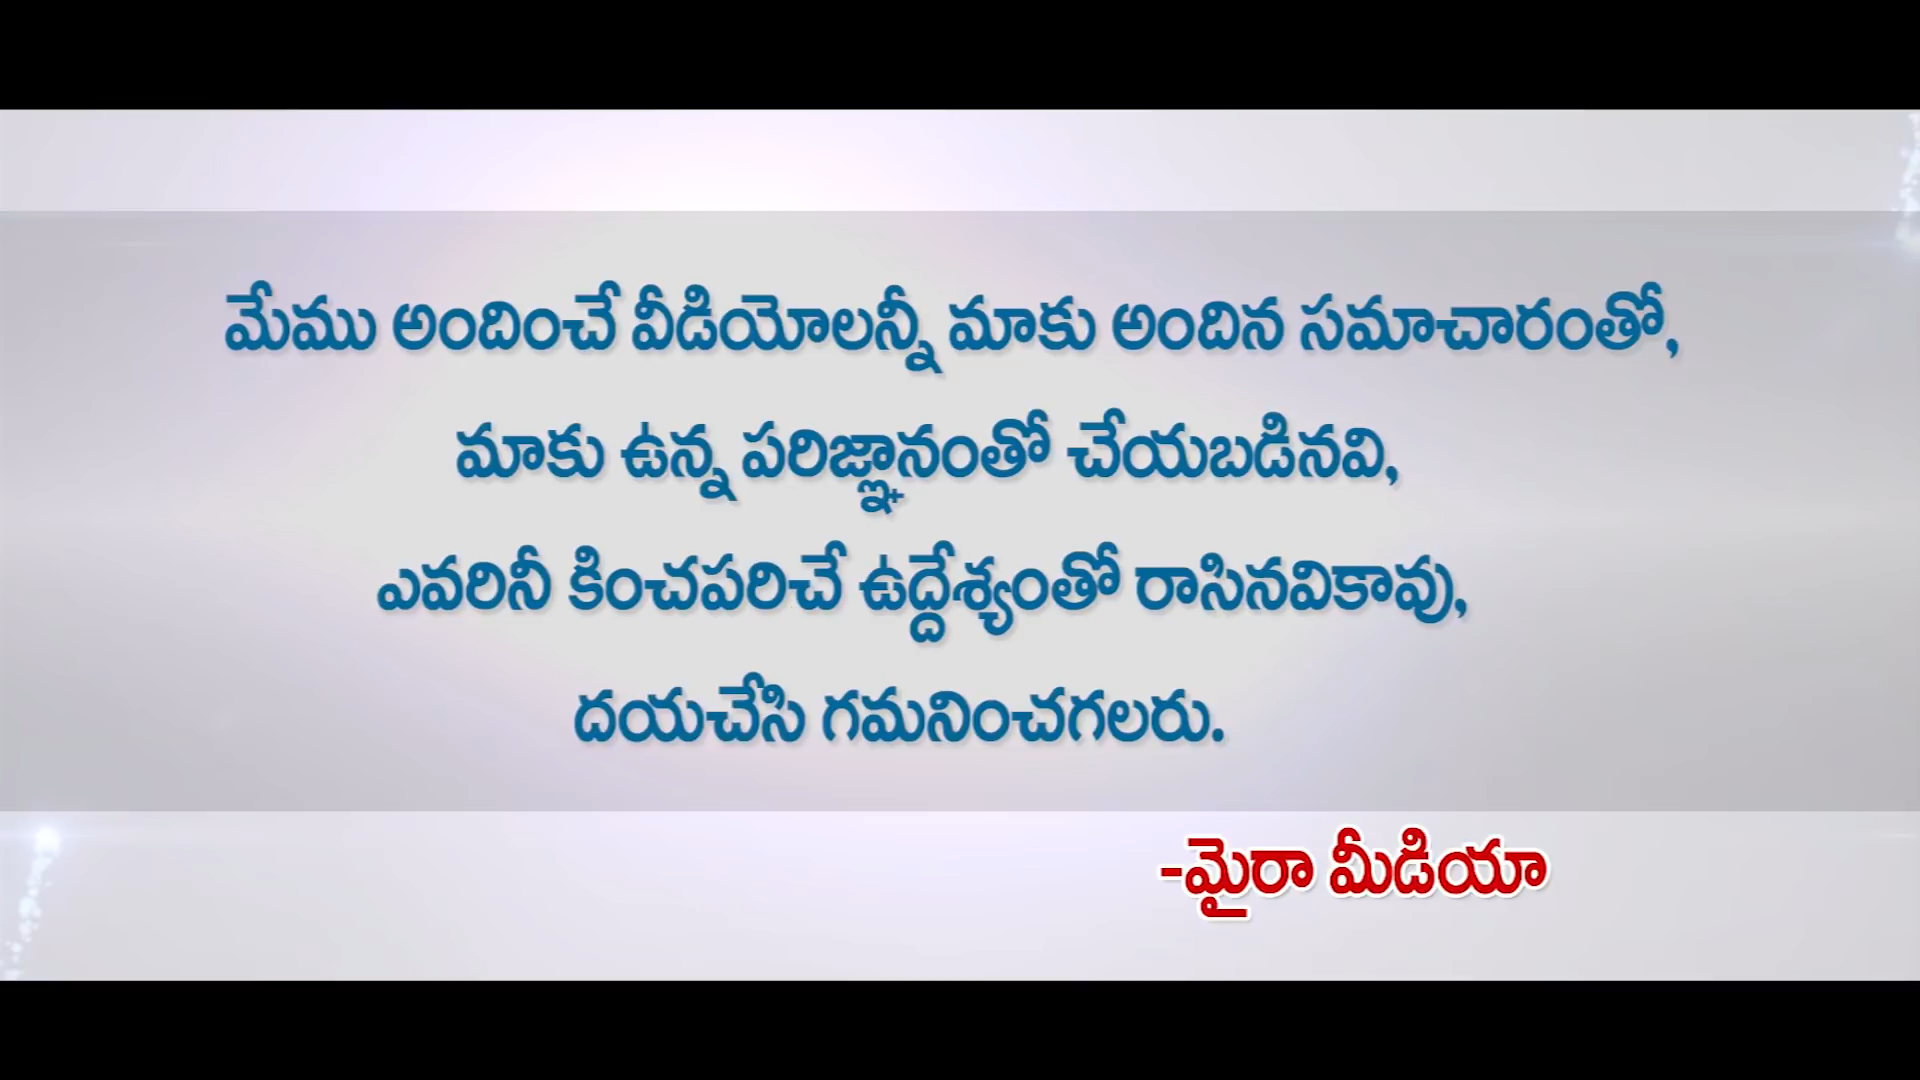 మేము అందించే వీడియోలన్నీ మాకు అందిన సమాచారంతో,
మాకు ఉన్న పరిజ్ఞానంతో చేయబడినవి,
ఎవరినీ కించపరిచే ఉద్దేశ్యంతో రాసినవికావు,
దయచేసి గమనించగలరు.
-మైరా మీడియా